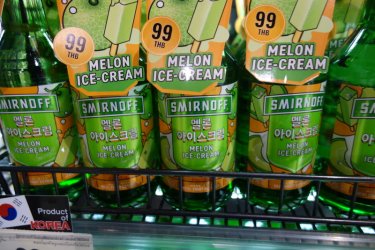 99
THB
MELON
ICE-CREAM
99
THB
MELON
ICE-CREAM
99
THB
MELON
ICE-CREAM
SMIRNOFF
멜론
아이스크림
MELON
ICE-CREAM
SMIRNOFF
멜론
아이스크림
MELON
ICE-CREAM
SMIRNOFF
멜론
아이스크림
MELON
ICE-CREAM
Product
of
KOREA